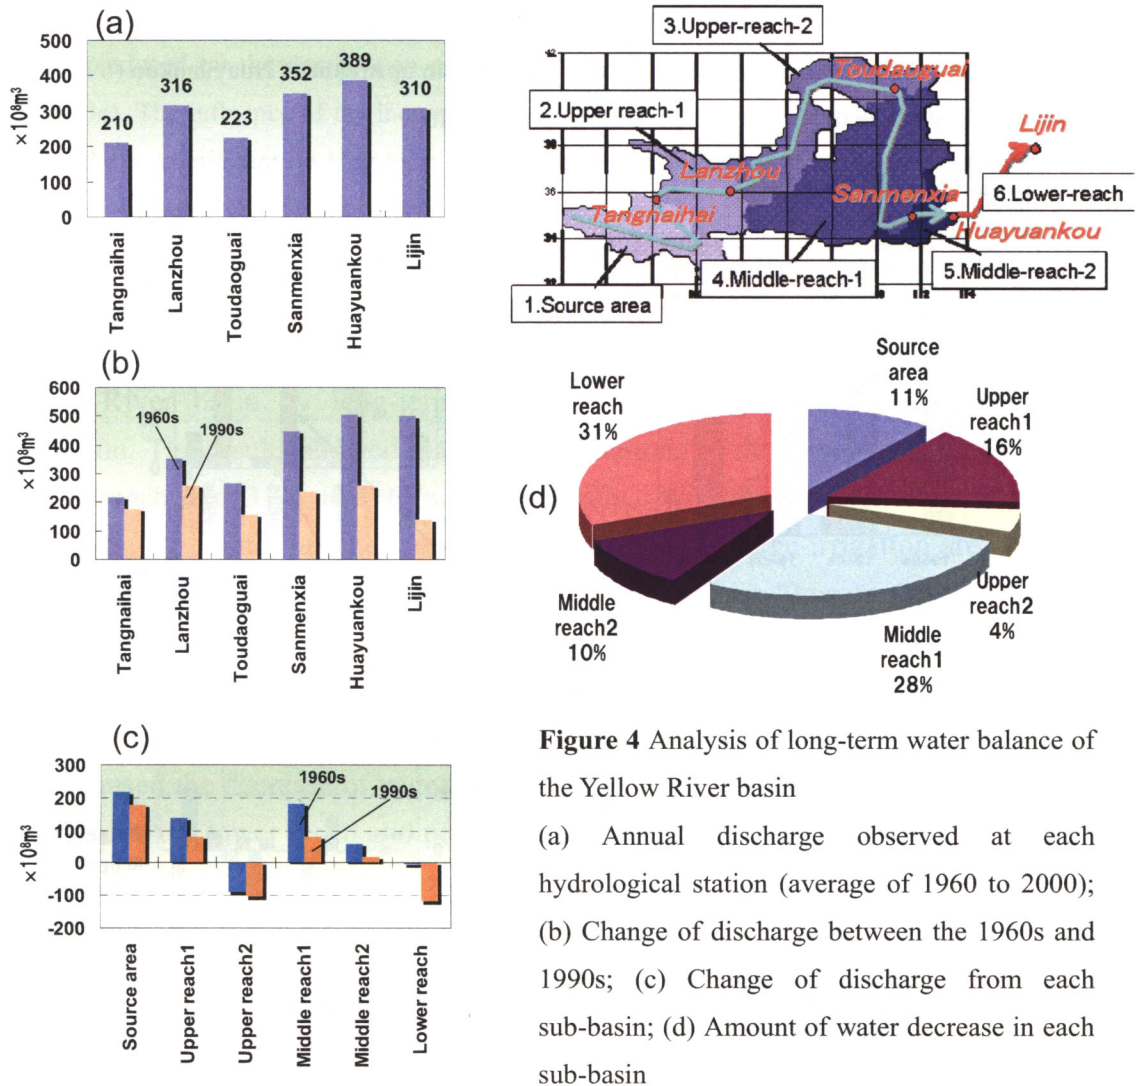 (a)
×10⁸m³
500
400
300
200
100
0
210
316
223
352
389
310
Tangnaihai
Lanzhou
Toudaoguai
Sanmenxia
Huayuankou
Lijin
3.Upper-reach-2
2.Upper reach-1
Toudauguai
Lijin
Lanzhou
Sanmenxia
6.Lower-reach
Tangnaihai
Huayuankou
4.Middle-reach-1
5.Middle-reach-2
1.Source area
36
34
112
114
(b)
×10⁸m³
600
500
400
300
200
100
0
1960s
1990s
Tangnaihai
Lanzhou
Toudaoguai
Sanmenxia
Huayuankou
Lijin
(c)
×10⁸m³
300
200
100
0
-100
-200
1960s
1990s
Source area
Upper reach1
Upper reach2
Middle reach1
Middle reach2
Lower reach
(d)
Source
area
11%
Upper
reach1
16%
Upper
reach2
4%
Middle
reach1
28%
Middle
reach2
10%
Lower
reach
31%
Figure 4 Analysis of long-term water balance of
the Yellow River basin
(a) Annual discharge observed at each
hydrological station (average of 1960 to 2000);
(b) Change of discharge between the 1960s and
1990s; (c) Change of discharge from each
sub-basin; (d) Amount of water decrease in each
sub-basin